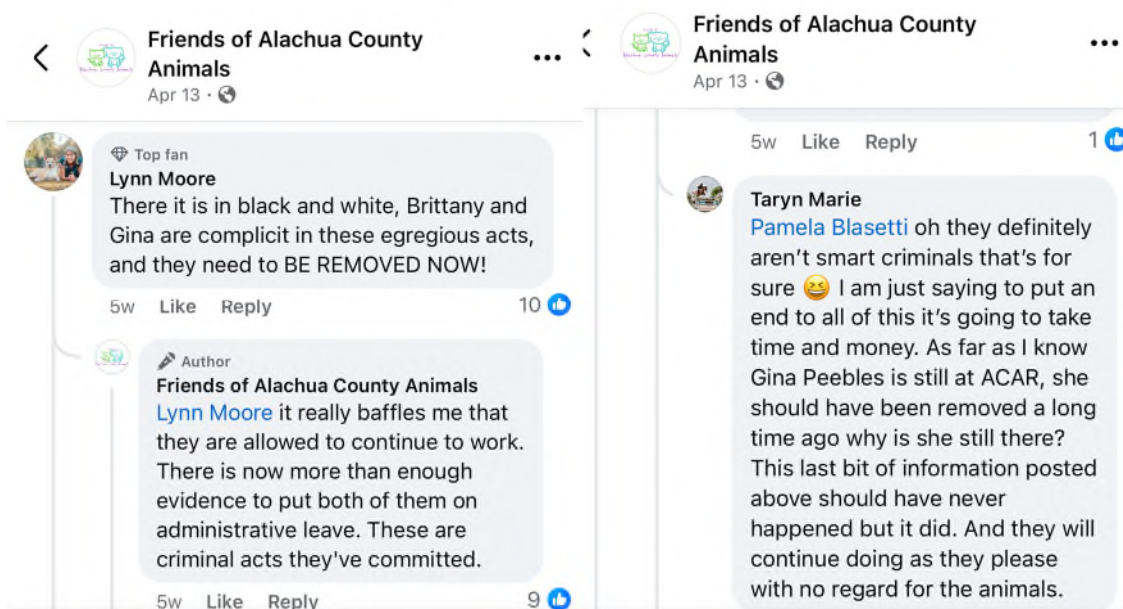 Friends of Alachua County
Animals
Apr 13 ·
Top fan
Lynn Moore
There it is in black and white, Brittany and
Gina are complicit in these egregious acts,
and they need to BE REMOVED NOW!
5w Like Reply 10
Author
Friends of Alachua County Animals
Lynn Moore it really baffles me that
they are allowed to continue to work.
There is now more than enough
evidence to put both of them on
administrative leave. These are
criminal acts they've committed.
5w Like Reply 9
Friends of Alachua County
Animals
Apr 13 ·
5w Like Reply 1
Taryn Marie
Pamela Blasetti oh they definitely
aren't smart criminals that's for
sure 😆 I am just saying to put an
end to all of this it's going to take
time and money. As far as I know
Gina Peebles is still at ACAR, she
should have been removed a long
time ago why is she still there?
This last bit of information posted
above should have never
happened but it did. And they will
continue doing as they please
with no regard for the animals.